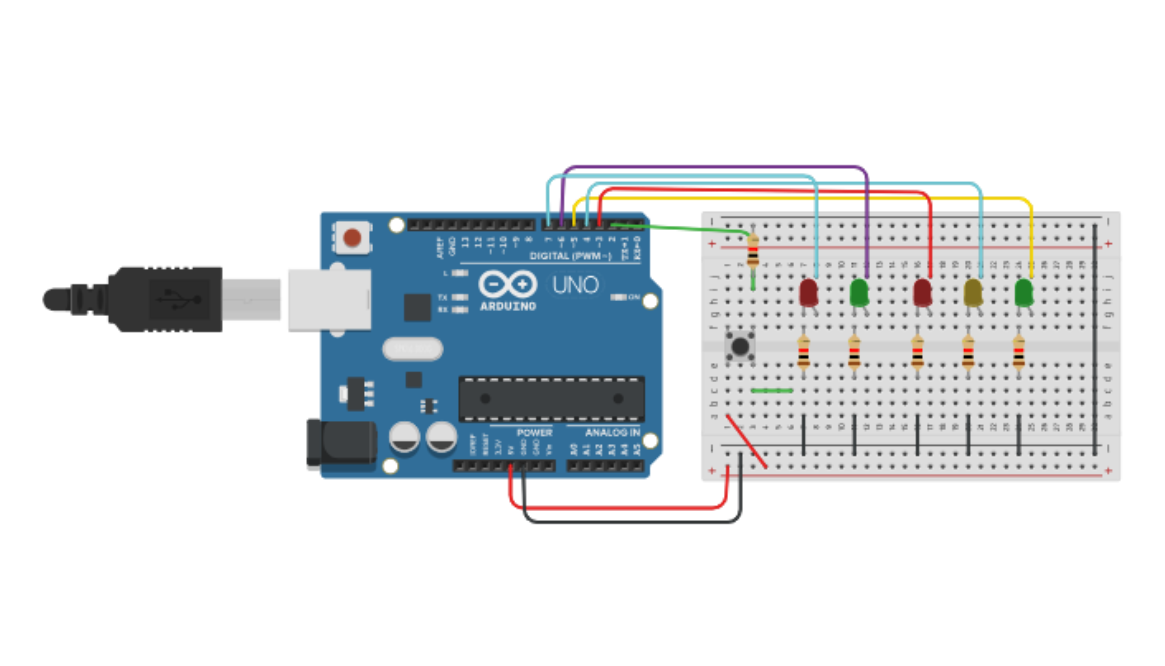 AREF
GND
13
12
~11
~10
~9
8
7
~6
~5
4
~3
2
TX→1
RX←0
DIGITAL (PWM~)
L
TX
RX
ARDUINO
UNO
ON
POWER
ANALOG IN
IOREF
RESET
3.3V
5V
GND
GND
Vin
A0
A1
A2
A3
A4
A5
- -
+ +
j j
i i
h h
g g
f f
e e
d d
c c
b b
a a
- -
+ +